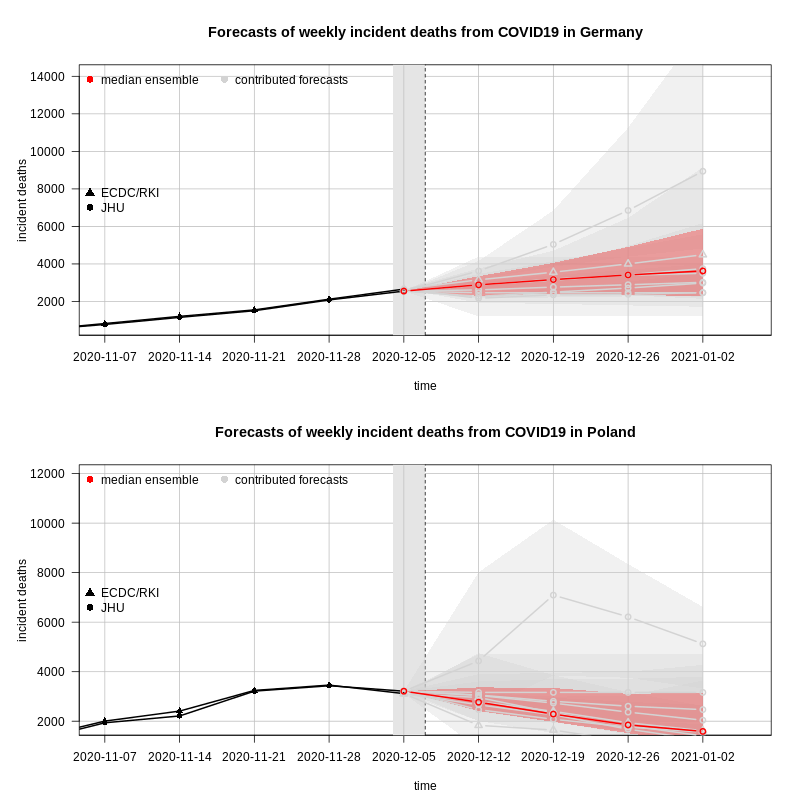 Forecasts of weekly incident deaths from COVID19 in Germany
median ensemble contributed forecasts
ECDC/RKI
JHU
incident deaths
14000
12000
10000
8000
6000
4000
2000
2020-11-07 2020-11-14 2020-11-21 2020-11-28 2020-12-05 2020-12-12 2020-12-19 2020-12-26 2021-01-02
time
Forecasts of weekly incident deaths from COVID19 in Poland
median ensemble contributed forecasts
ECDC/RKI
JHU
incident deaths
12000
10000
8000
6000
4000
2000
2020-11-07 2020-11-14 2020-11-21 2020-11-28 2020-12-05 2020-12-12 2020-12-19 2020-12-26 2021-01-02
time